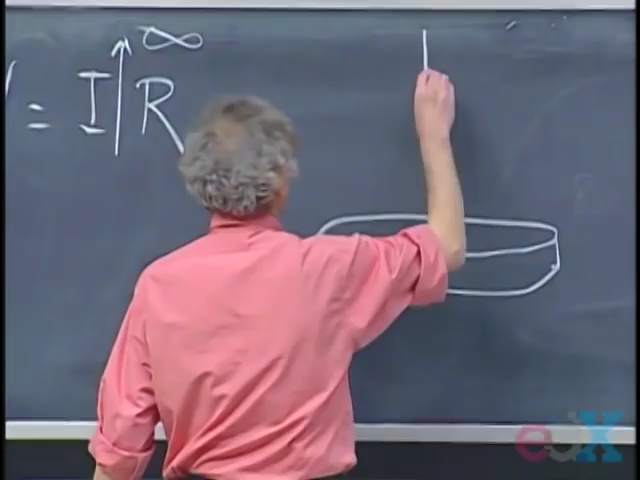 ∞
= I R
edX